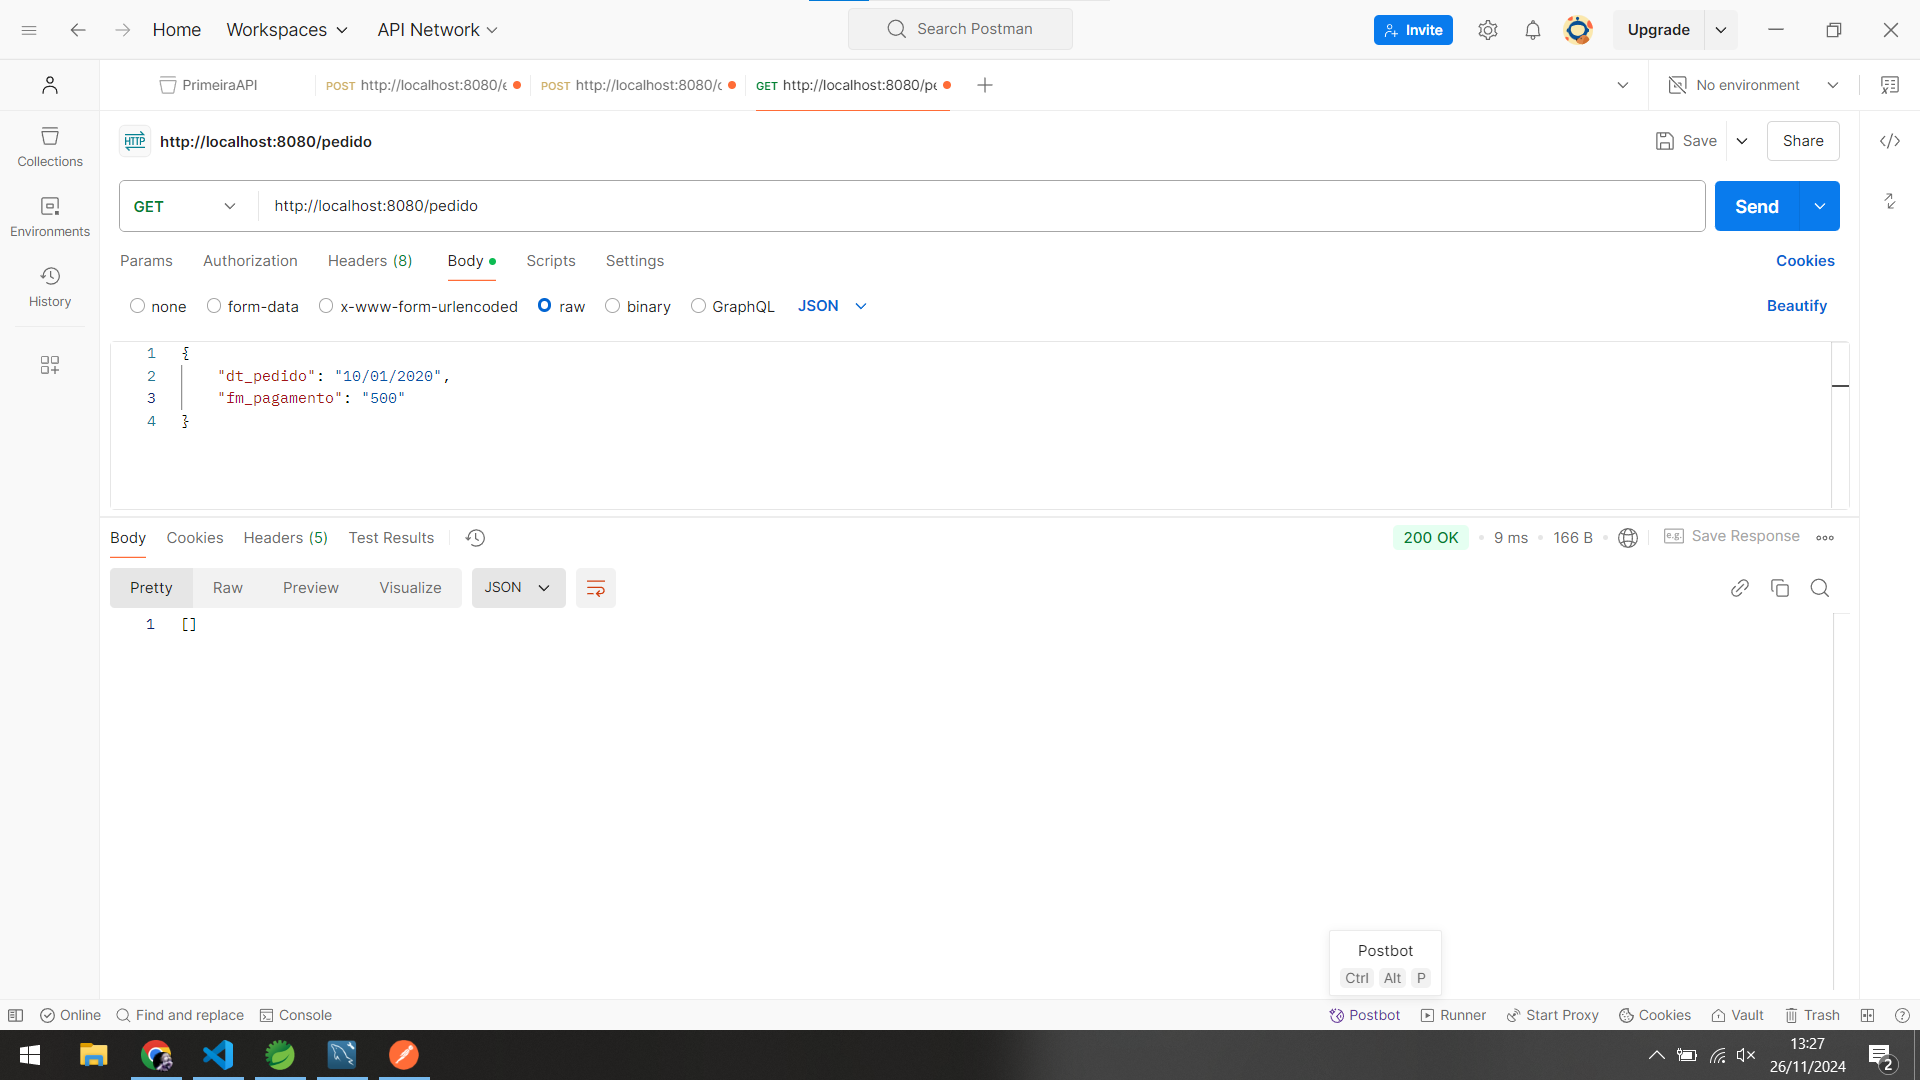 Home Workspaces API Network Search Postman Invite Upgrade
PrimeiraAPI POST http://localhost:8080/e POST http://localhost:8080/c GET http://localhost:8080/pe No environment
HTTP http://localhost:8080/pedido Save Share
Collections
GET http://localhost:8080/pedido Send
Environments
Params Authorization Headers (8) Body Scripts Settings Cookies
History
none form-data x-www-form-urlencoded raw binary GraphQL JSON Beautify
1 {
2 "dt_pedido": "10/01/2020",
3 "fm_pagamento": "500"
4 }
Body Cookies Headers (5) Test Results 200 OK 9 ms 166 B e.g. Save Response
Pretty Raw Preview Visualize JSON
1 []
Postbot
Ctrl Alt P
Online Find and replace Console Postbot Runner Start Proxy Cookies Vault Trash
13:27
26/11/2024
2